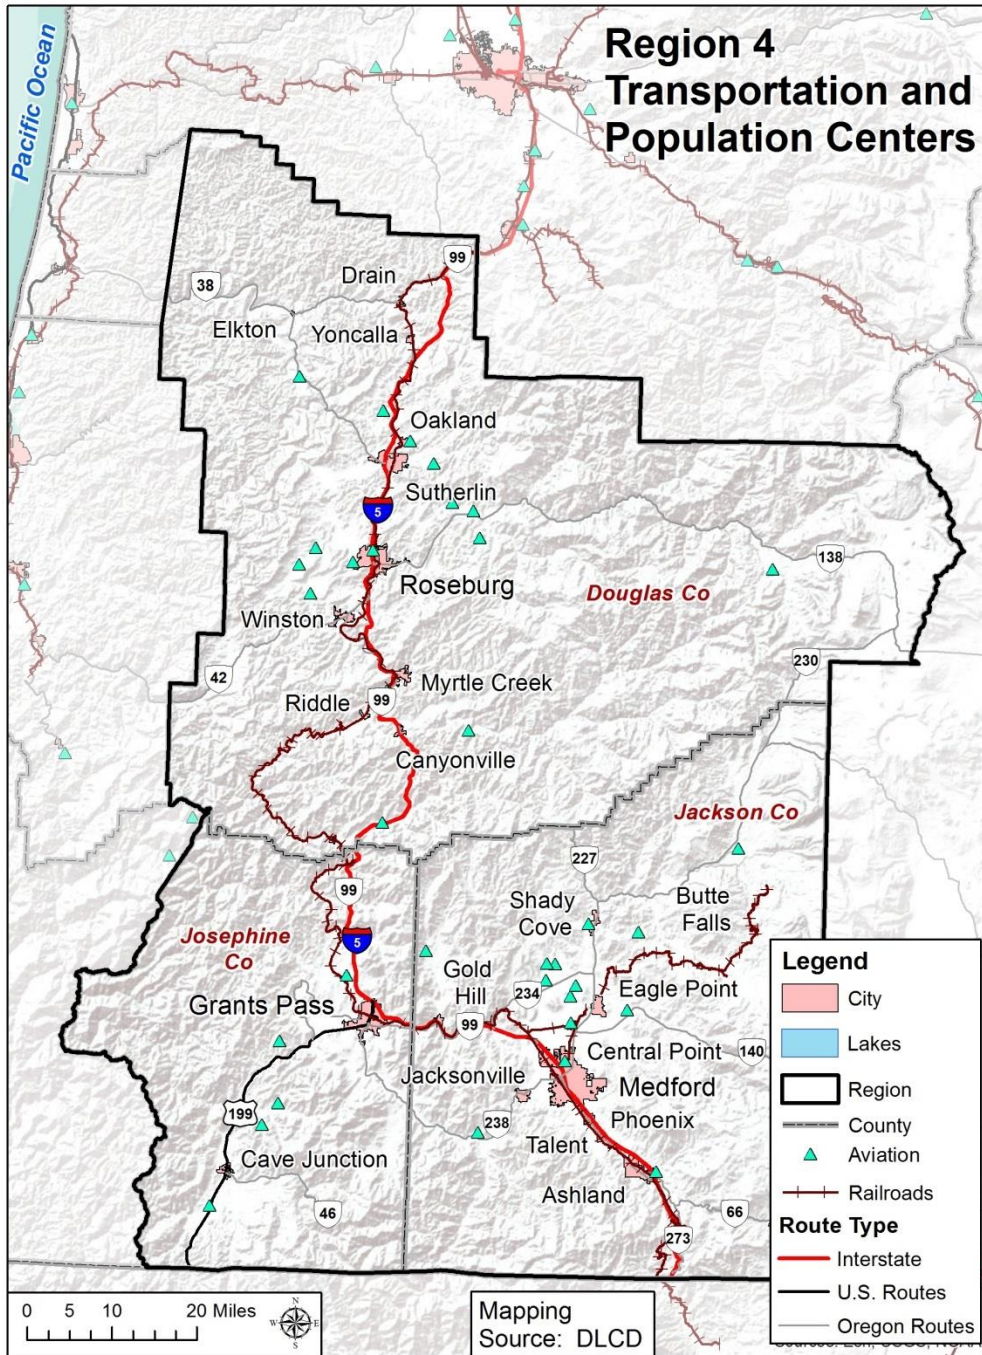 Region 4
Transportation and
Population Centers
Pacific Ocean
99
Drain
38
Elkton
Yoncalla
Oakland
Sutherlin
5
138
Roseburg
Douglas Co
Winston
230
42
Myrtle Creek
Riddle
99
Canyonville
Jackson Co
227
99
Shady
Cove
Butte
Falls
Josephine
Co
5
Gold
Hill
234
Eagle Point
Grants Pass
99
Central Point
140
Jacksonville
Medford
199
238
Phoenix
Talent
Cave Junction
Ashland
46
66
273
Legend
City
Lakes
Region
County
Aviation
Railroads
Route Type
Interstate
U.S. Routes
Oregon Routes
0 5 10 20 Miles
N
W E
S
Mapping
Source: DLCD